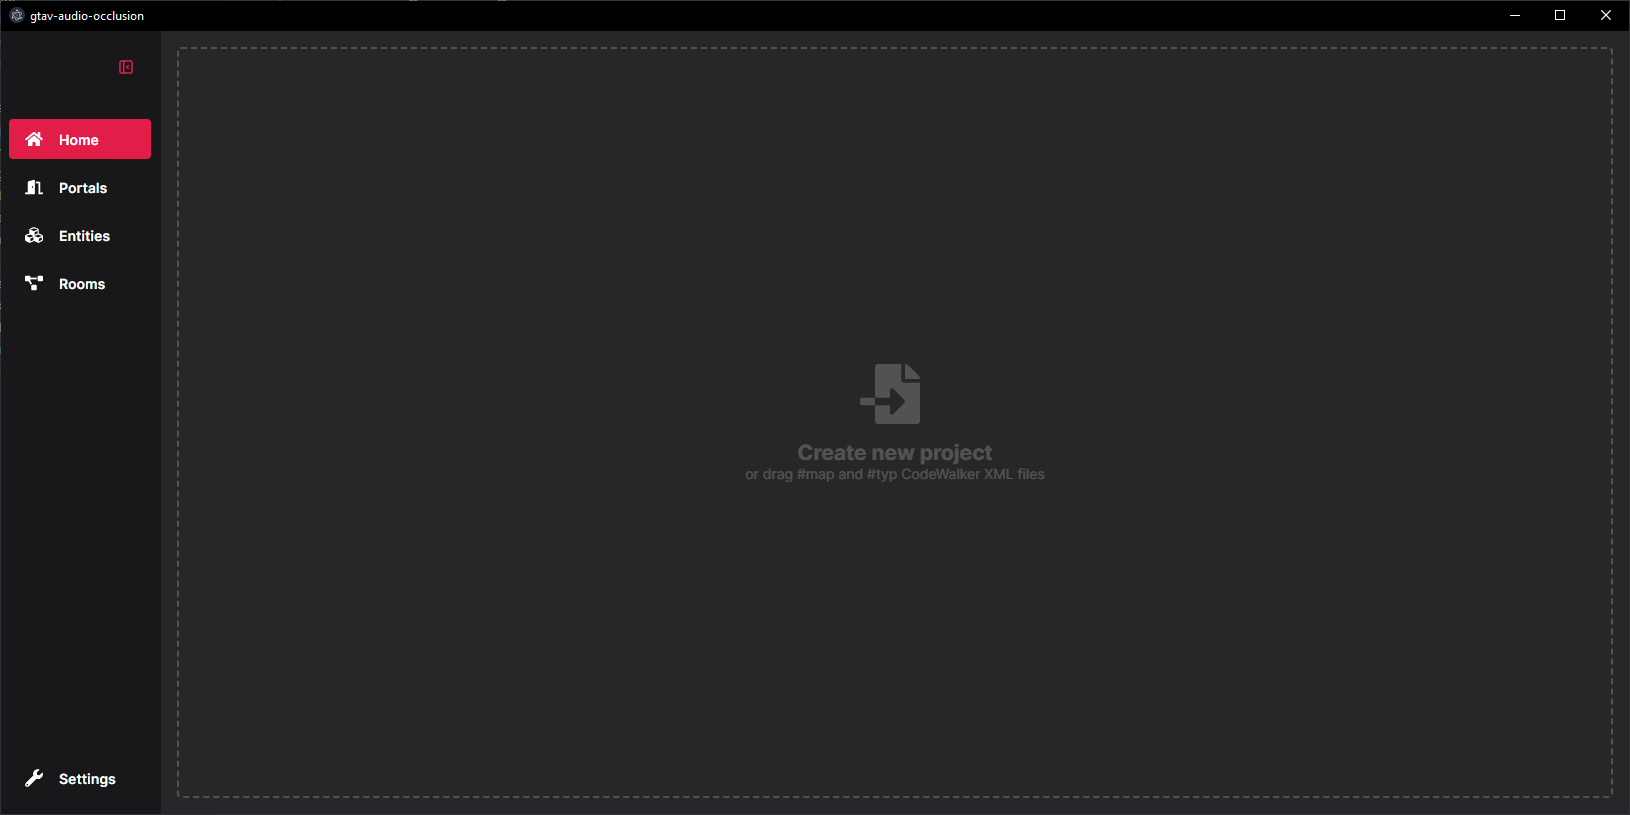 gtav-audio-occlusion
Home
Portals
Entities
Rooms
Create new project
or drag #map and #typ CodeWalker XML files
Settings